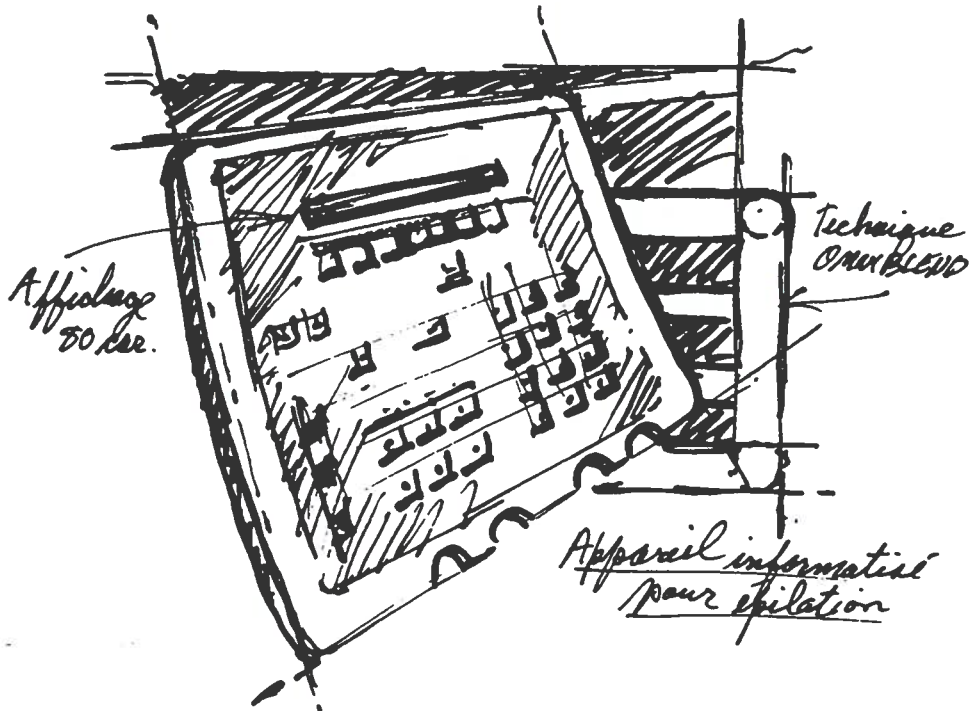 Affichage
80 car.
Technique
OMNIBLEND
Appareil informatisé
pour épilation